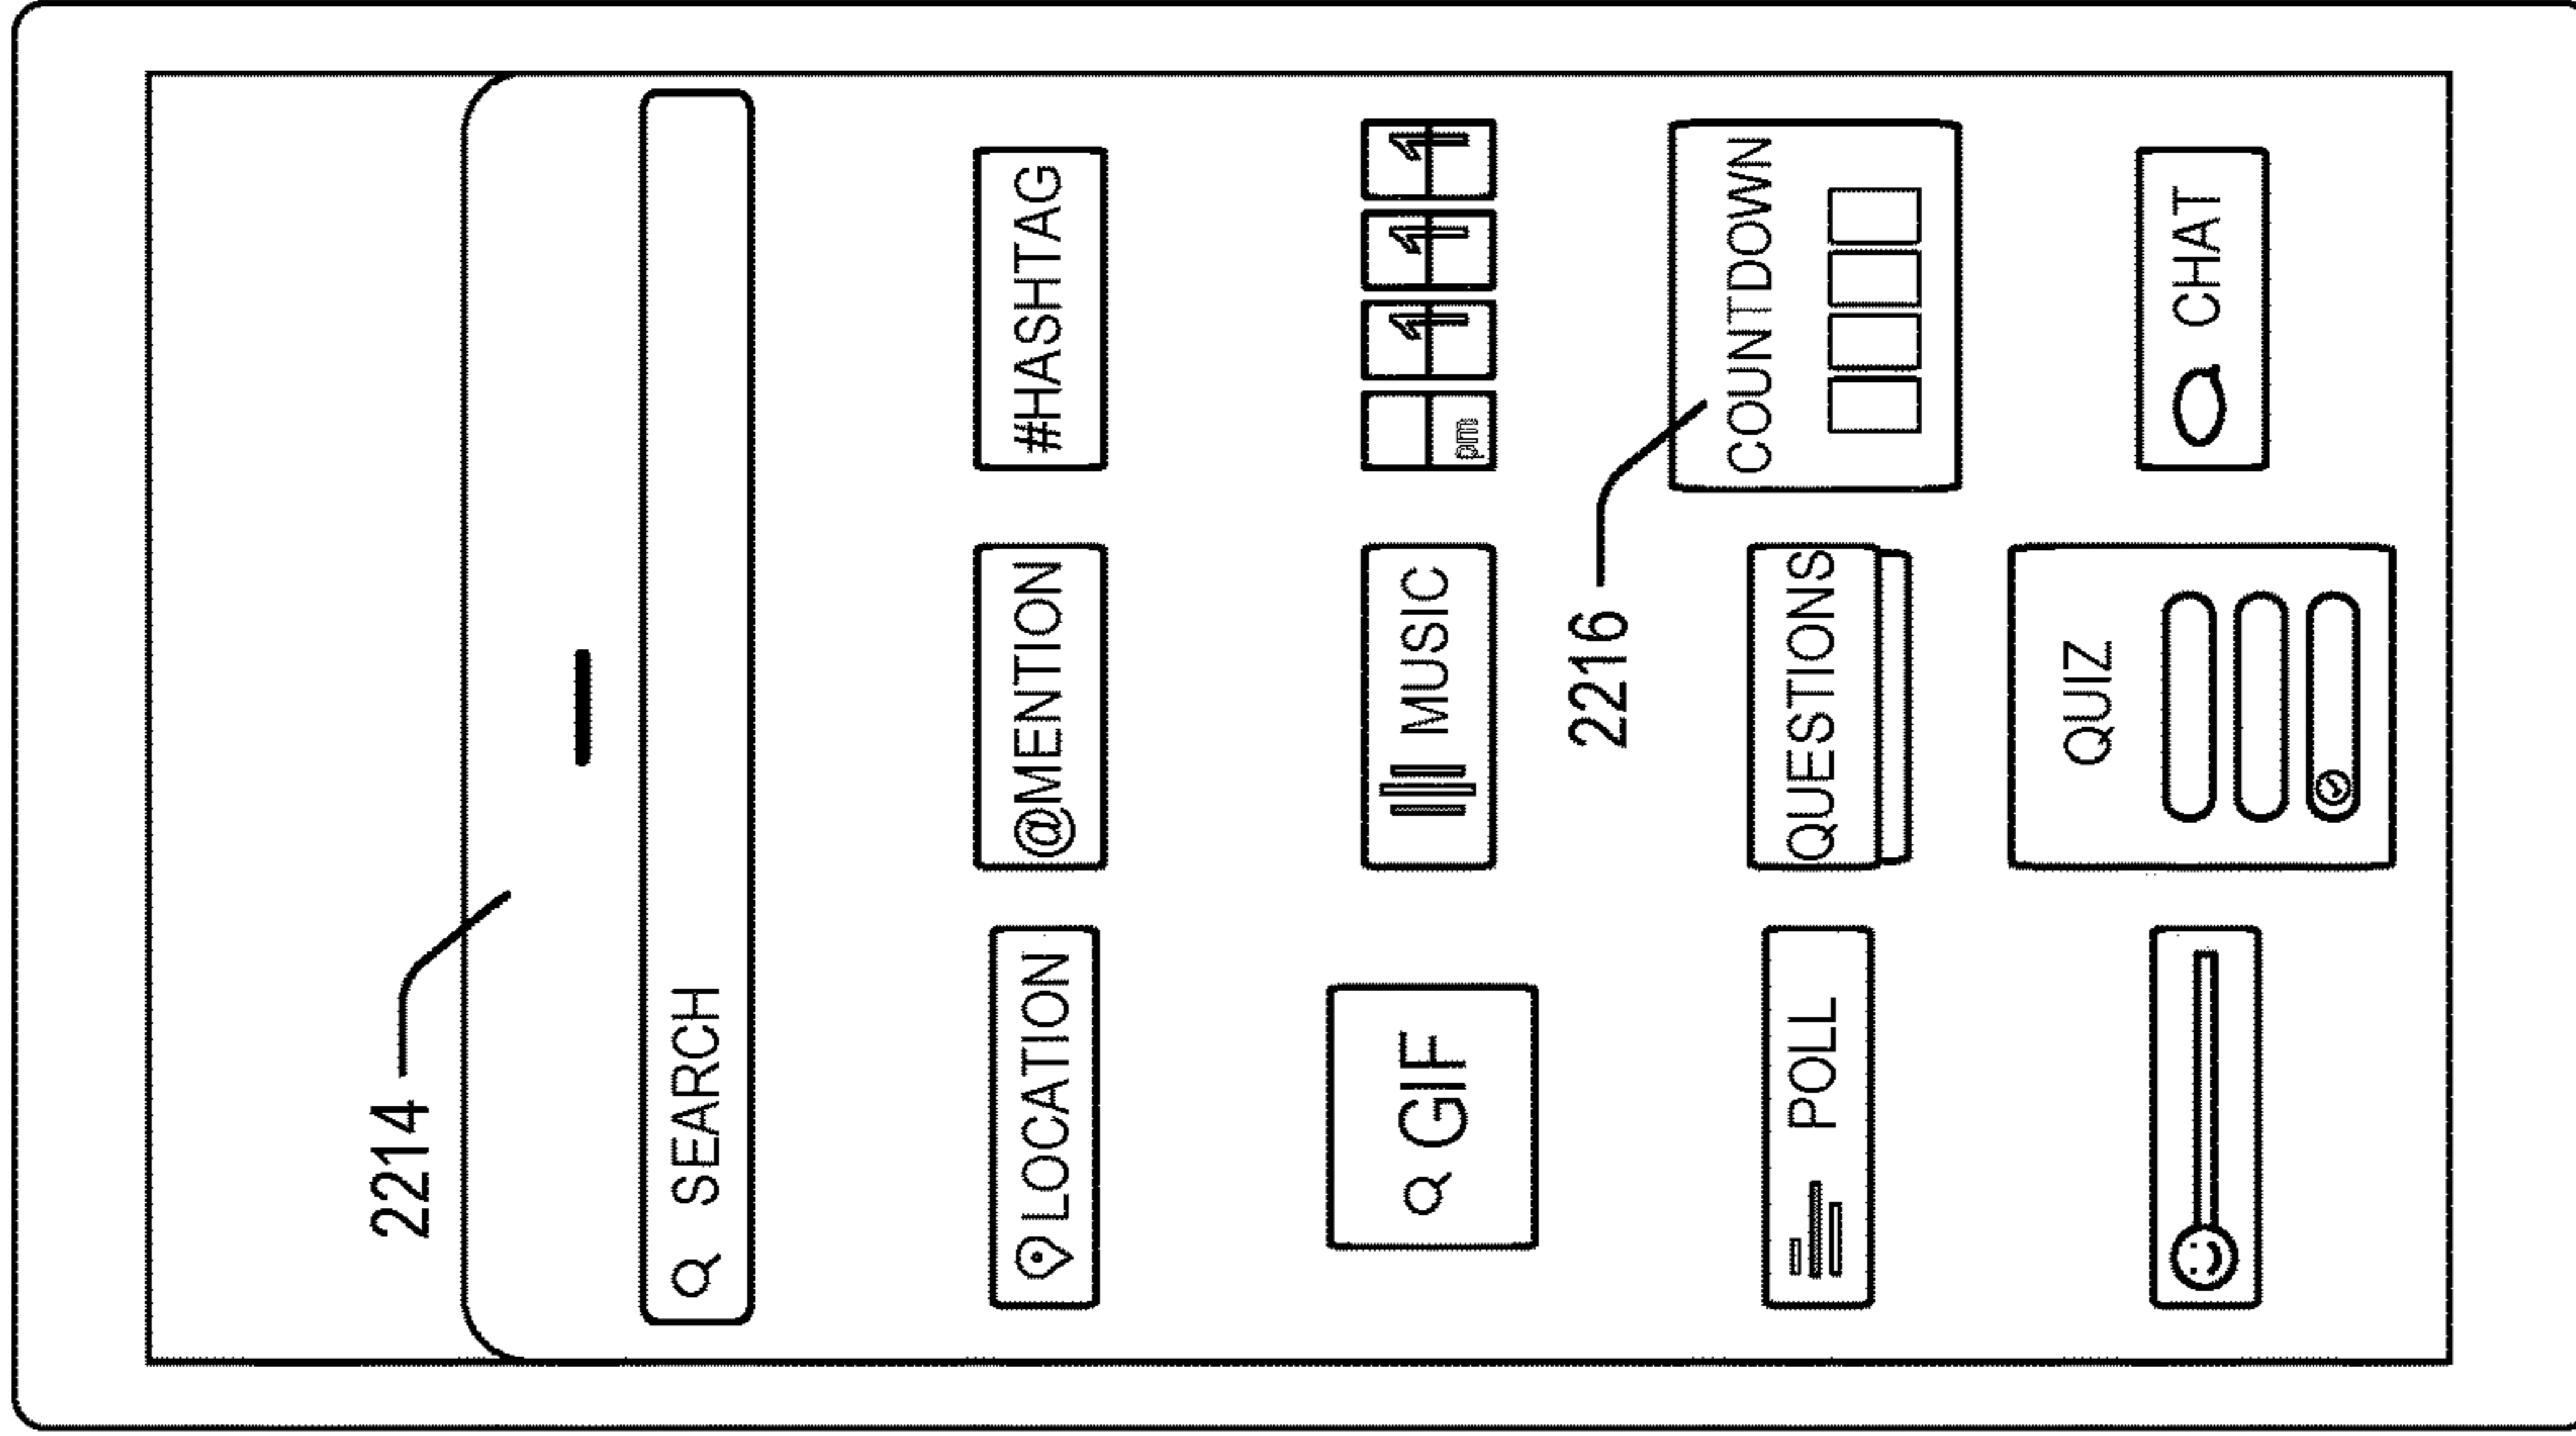 2214
SEARCH
LOCATION @MENTION #HASHTAG
GIF MUSIC pm 1 1 1
2216
POLL QUESTIONS COUNTDOWN
QUIZ CHAT